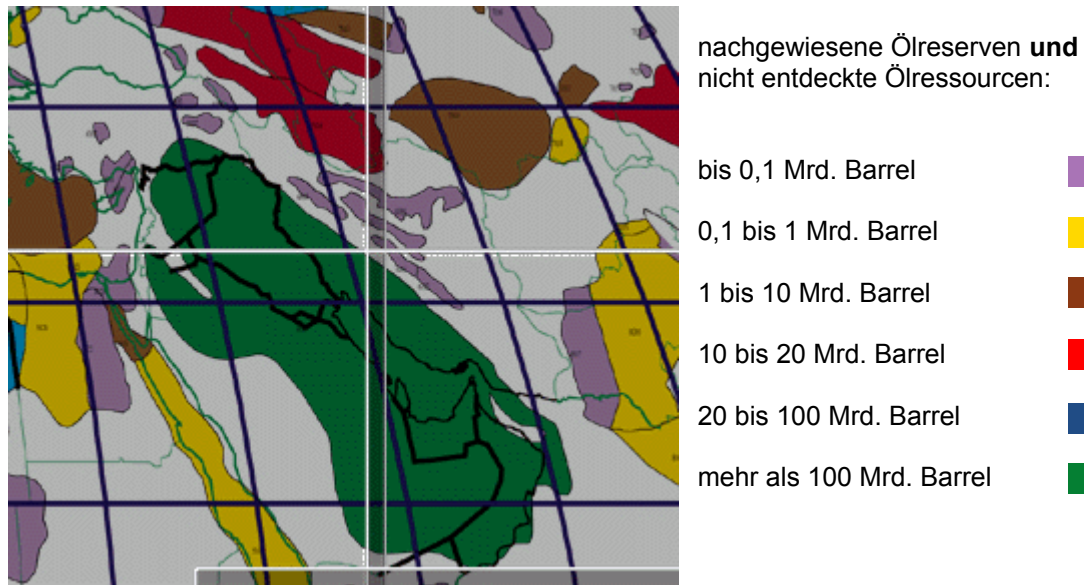 nachgewiesene Ölreserven und
nicht entdeckte Ölressourcen:
bis 0,1 Mrd. Barrel
0,1 bis 1 Mrd. Barrel
1 bis 10 Mrd. Barrel
10 bis 20 Mrd. Barrel
20 bis 100 Mrd. Barrel
mehr als 100 Mrd. Barrel